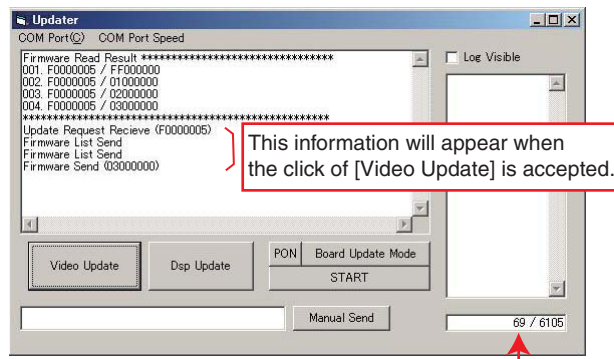 Updater
COM Port(C) COM Port Speed
Firmware Read Result **********************************
001. F0000005 / FF000000
002. F0000005 / 01000000
003. F0000005 / 02000000
004. F0000005 / 03000000
*****************************************************
Update Request Recieve (F0000005)
Firmware List Send
Firmware List Send
Firmware Send (03000000)
This information will appear when
the click of [Video Update] is accepted.
Log Visible
Video Update
Dsp Update
PON
Board Update Mode
START
Manual Send
69 / 6105